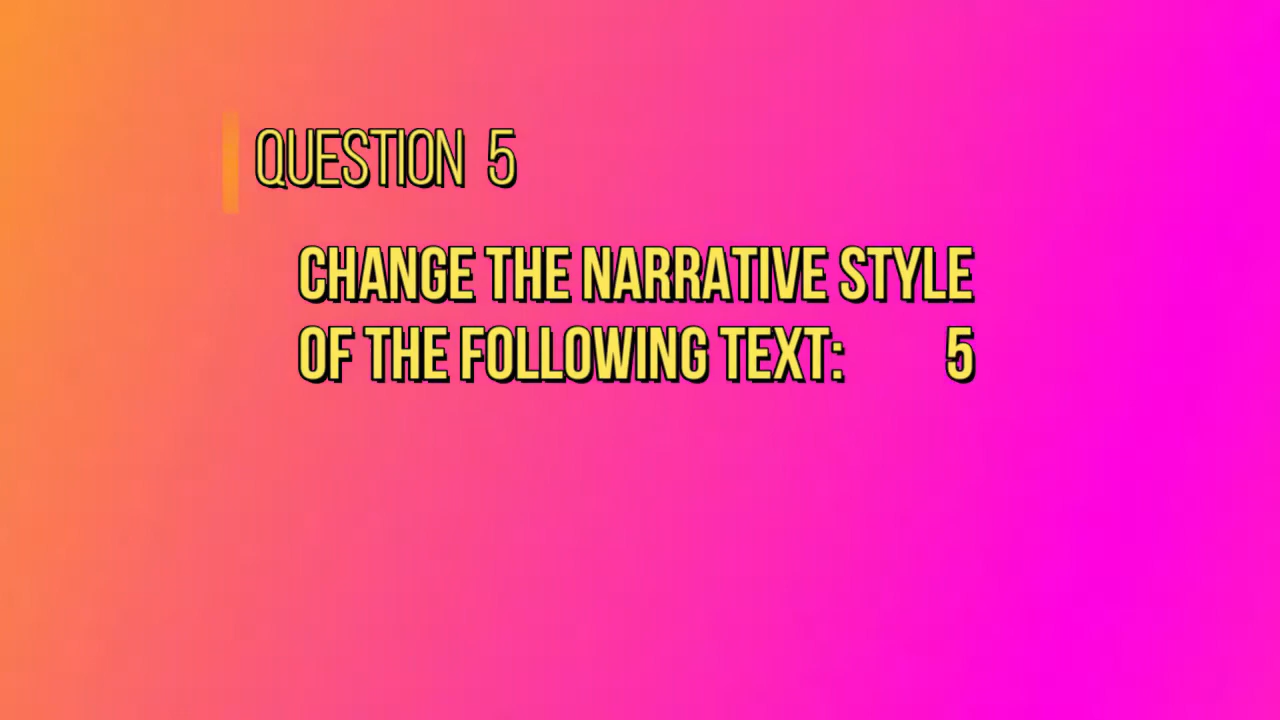 QUESTION 5
CHANGE THE NARRATIVE STYLE
OF THE FOLLOWING TEXT: 5